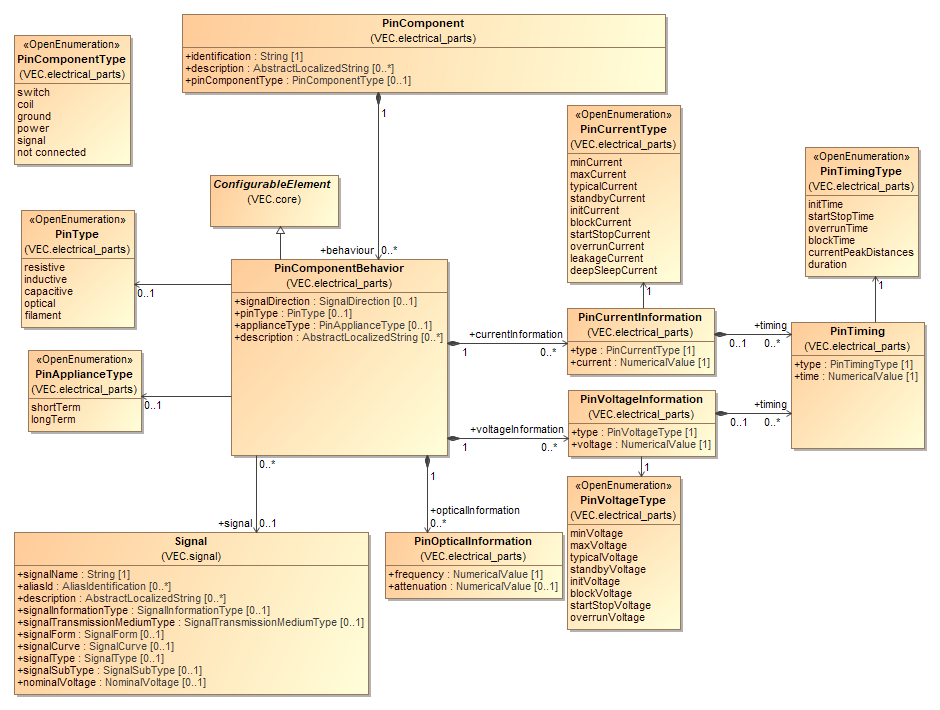 «OpenEnumeration»
PinComponentType
(VEC.electrical_parts)
switch
coil
ground
power
signal
not connected
PinComponent
(VEC.electrical_parts)
+identification : String [1]
+description : AbstractLocalizedString [0..*]
+pinComponentType : PinComponentType [0..1]
1
+behaviour
0..*
ConfigurableElement
(VEC.core)
«OpenEnumeration»
PinCurrentType
(VEC.electrical_parts)
minCurrent
maxCurrent
typicalCurrent
standbyCurrent
initCurrent
blockCurrent
startStopCurrent
overrunCurrent
leakageCurrent
deepSleepCurrent
1
«OpenEnumeration»
PinTimingType
(VEC.electrical_parts)
initTime
startStopTime
overrunTime
blockTime
currentPeakDistances
duration
1
«OpenEnumeration»
PinType
(VEC.electrical_parts)
resistive
inductive
capacitive
optical
filament
0..1
PinComponentBehavior
(VEC.electrical_parts)
+signalDirection : SignalDirection [0..1]
+pinType : PinType [0..1]
+applianceType : PinApplianceType [0..1]
+description : AbstractLocalizedString [0..*]
+currentInformation
1
0..*
PinCurrentInformation
(VEC.electrical_parts)
+type : PinCurrentType [1]
+current : NumericalValue [1]
+timing
0..1
0..*
PinTiming
(VEC.electrical_parts)
+type : PinTimingType [1]
+time : NumericalValue [1]
«OpenEnumeration»
PinApplianceType
(VEC.electrical_parts)
shortTerm
longTerm
0..1
+voltageInformation
1
0..*
PinVoltageInformation
(VEC.electrical_parts)
+type : PinVoltageType [1]
+voltage : NumericalValue [1]
+timing
0..1
0..*
1
0..*
+signal
0..1
1
+opticalInformation
0..*
«OpenEnumeration»
PinVoltageType
(VEC.electrical_parts)
minVoltage
maxVoltage
typicalVoltage
standbyVoltage
initVoltage
blockVoltage
startStopVoltage
overrunVoltage
Signal
(VEC.signal)
+signalName : String [1]
+aliasId : AliasIdentification [0..*]
+description : AbstractLocalizedString [0..*]
+signalInformationType : SignalInformationType [0..1]
+signalTransmissionMediumType : SignalTransmissionMediumType [0..1]
+signalForm : SignalForm [0..1]
+signalCurve : SignalCurve [0..1]
+signalType : SignalType [0..1]
+signalSubType : SignalSubType [0..1]
+nominalVoltage : NominalVoltage [0..1]
PinOpticalInformation
(VEC.electrical_parts)
+frequency : NumericalValue [1]
+attenuation : NumericalValue [0..1]